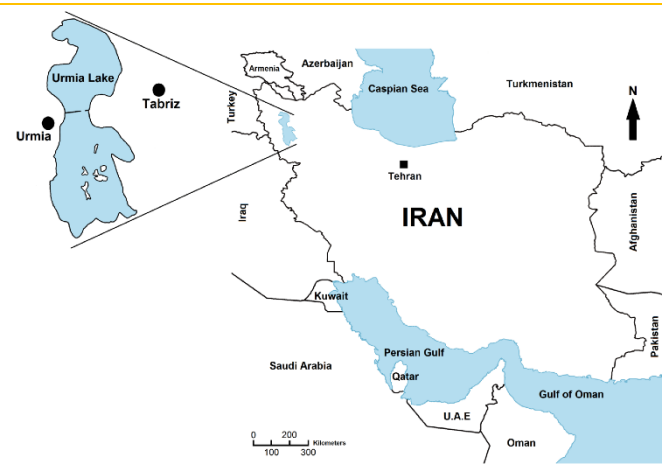 Urmia Lake
Tabriz
Urmia
Armenia
Azerbaijan
Caspian Sea
Turkmenistan
N
Turkey
Tehran
IRAN
Iraq
Afghanistan
Kuwait
Pakistan
Persian Gulf
Saudi Arabia
Qatar
Gulf of Oman
U.A.E
Oman
0 200
Kilometers
100 300